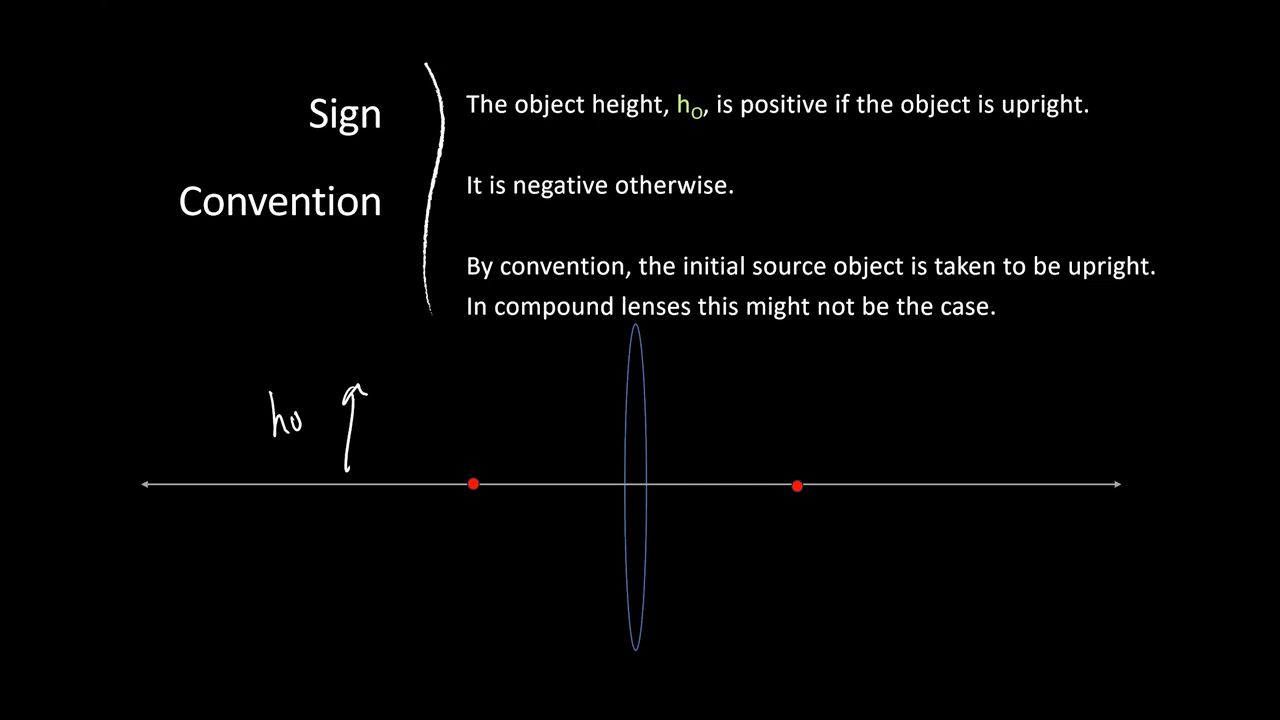 Sign
Convention
The object height, hO, is positive if the object is upright.
It is negative otherwise.
By convention, the initial source object is taken to be upright.
In compound lenses this might not be the case.
ho